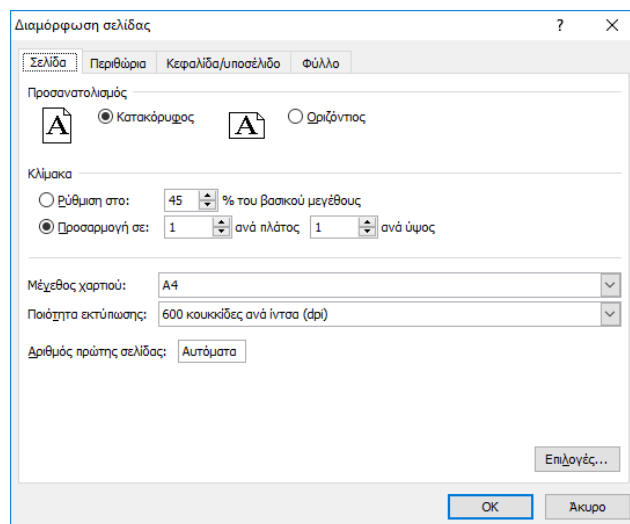 Διαμόρφωση σελίδας ?
Σελίδα Περιθώρια Κεφαλίδα/υποσέλιδο Φύλλο
Προσανατολισμός
A Κατακόρυφος A Οριζόντιος
Κλίμακα
Ρύθμιση στο: 45 % του βασικού μεγέθους
Προσαρμογή σε: 1 ανά πλάτος 1 ανά ύψος
Μέγεθος χαρτιού: A4
Ποιότητα εκτύπωσης: 600 κουκκίδες ανά ίντσα (dpi)
Αριθμός πρώτης σελίδας: Αυτόματα
Επιλογές...
OK Άκυρο